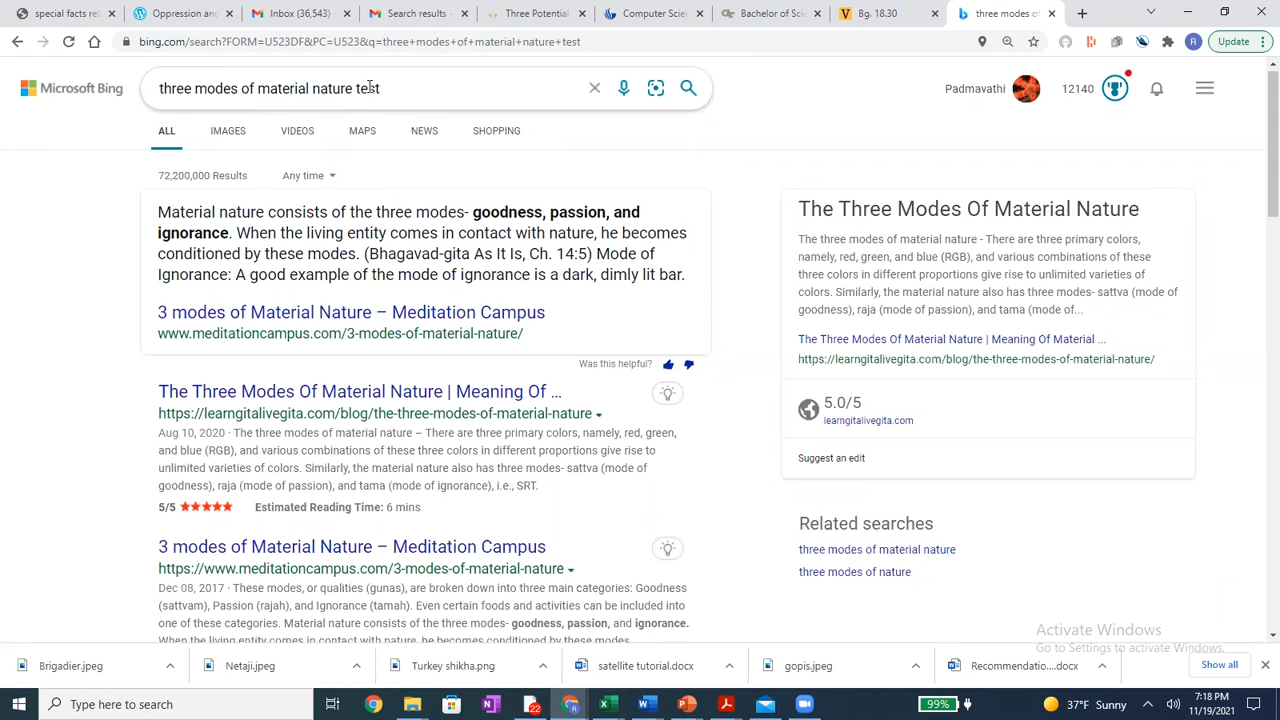 special facts rel
Oppression and
Inbox (36,543)
Search results -
Three Potential
Computer Scien
Bachelor of Scie
Bg. 18.30
three modes of
bing.com/search?FORM=U523DF&PC=U523&q=three+modes+of+material+nature+test
R
Update
Microsoft Bing
three modes of material nature test
Padmavathi
12140
ALL
IMAGES
VIDEOS
MAPS
NEWS
SHOPPING
72,200,000 Results
Any time
Material nature consists of the three modes- goodness, passion, and
ignorance. When the living entity comes in contact with nature, he becomes
conditioned by these modes. (Bhagavad-gita As It Is, Ch. 14:5) Mode of
Ignorance: A good example of the mode of ignorance is a dark, dimly lit bar.
3 modes of Material Nature – Meditation Campus
www.meditationcampus.com/3-modes-of-material-nature/
Was this helpful?
The Three Modes Of Material Nature | Meaning Of ...
https://learngitalivegita.com/blog/the-three-modes-of-material-nature
Aug 10, 2020 · The three modes of material nature – There are three primary colors, namely, red, green,
and blue (RGB), and various combinations of these three colors in different proportions give rise to
unlimited varieties of colors. Similarly, the material nature also has three modes- sattva (mode of
goodness), raja (mode of passion), and tama (mode of ignorance), i.e., SRT.
5/5
Estimated Reading Time: 6 mins
3 modes of Material Nature – Meditation Campus
https://www.meditationcampus.com/3-modes-of-material-nature
Dec 08, 2017 · These modes, or qualities (gunas), are broken down into three main categories: Goodness
(sattvam), Passion (rajah), and Ignorance (tamah). Even certain foods and activities can be included into
one of these categories. Material nature consists of the three modes- goodness, passion, and ignorance.
When the living entity comes in contact with nature, he becomes conditioned by these modes
The Three Modes Of Material Nature
The three modes of material nature - There are three primary colors,
namely, red, green, and blue (RGB), and various combinations of
these three colors in different proportions give rise to unlimited varieties of
colors. Similarly, the material nature also has three modes- sattva (mode of
goodness), raja (mode of passion), and tama (mode of...
The Three Modes Of Material Nature | Meaning Of Material ...
https://learngitalivegita.com/blog/the-three-modes-of-material-nature/
5.0/5
learngitalivegita.com
Suggest an edit
Related searches
three modes of material nature
three modes of nature
Activate Windows
Go to Settings to activate Windows.
Brigadier.jpeg
Netaji.jpeg
Turkey shikha.png
satellite tutorial.docx
gopis.jpeg
Recommendatio....docx
Show all
Type here to search
22
99%
37°F Sunny
7:18 PM
11/19/2021